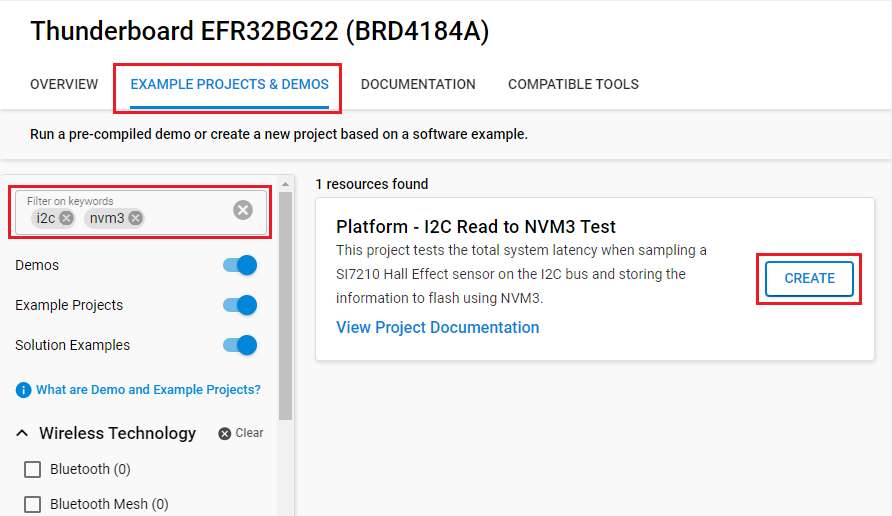 Thunderboard EFR32BG22 (BRD4184A)
OVERVIEW EXAMPLE PROJECTS & DEMOS DOCUMENTATION COMPATIBLE TOOLS
Run a pre-compiled demo or create a new project based on a software example.
Filter on keywords
i2c nvm3
Demos
Example Projects
Solution Examples
What are Demo and Example Projects?
Wireless Technology Clear
Bluetooth (0)
Bluetooth Mesh (0)
1 resources found
Platform - I2C Read to NVM3 Test
This project tests the total system latency when sampling a
SI7210 Hall Effect sensor on the I2C bus and storing the
information to flash using NVM3.
View Project Documentation
CREATE